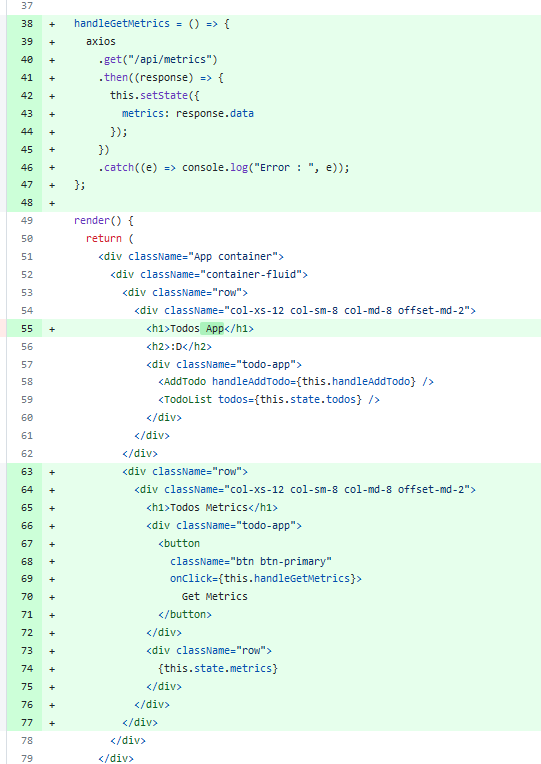 37
38 + handleGetMetrics = () => {
39 + axios
40 + .get("/api/metrics")
41 + .then((response) => {
42 + this.setState({
43 + metrics: response.data
44 + });
45 + })
46 + .catch((e) => console.log("Error : ", e));
47 + };
48 +
49 render() {
50 return (
51 <div className="App container">
52 <div className="container-fluid">
53 <div className="row">
54 <div className="col-xs-12 col-sm-8 col-md-8 offset-md-2">
55 + <h1>Todos App</h1>
56 <h2>:D</h2>
57 <div className="todo-app">
58 <AddTodo handleAddTodo={this.handleAddTodo} />
59 <TodoList todos={this.state.todos} />
60 </div>
61 </div>
62 </div>
63 + <div className="row">
64 + <div className="col-xs-12 col-sm-8 col-md-8 offset-md-2">
65 + <h1>Todos Metrics</h1>
66 + <div className="todo-app">
67 + <button
68 + className="btn btn-primary"
69 + onClick={this.handleGetMetrics}>
70 + Get Metrics
71 + </button>
72 + </div>
73 + <div className="row">
74 + {this.state.metrics}
75 + </div>
76 + </div>
77 + </div>
78 </div>
79 </div>